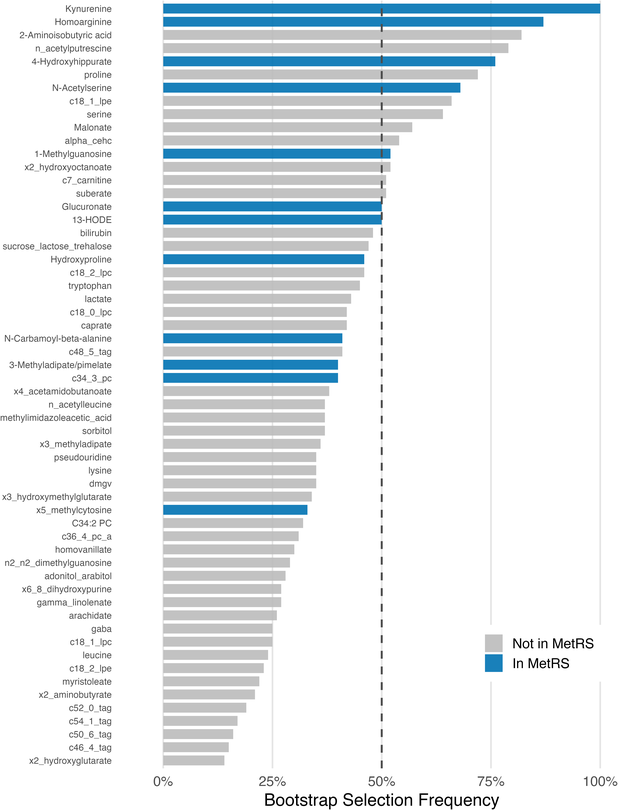 Kynurenine
Homoarginine
2-Aminoisobutyric acid
n_acetylputrescine
4-Hydroxyhippurate
proline
N-Acetylserine
c18_1_lpe
serine
Malonate
alpha_cehc
1-Methylguanosine
x2_hydroxyoctanoate
c7_carnitine
suberate
Glucuronate
13-HODE
bilirubin
sucrose_lactose_trehalose
Hydroxyproline
c18_2_lpc
tryptophan
lactate
c18_0_lpc
caprate
N-Carbamoyl-beta-alanine
c48_5_tag
3-Methyladipate/pimelate
c34_3_pc
x4_acetamidobutanoate
n_acetylleucine
methylimidazoleacetic_acid
sorbitol
x3_methyladipate
pseudouridine
lysine
dmgv
x3_hydroxymethylglutarate
x5_methylcytosine
C34:2 PC
c36_4_pc_a
homovanillate
n2_n2_dimethylguanosine
adonitol_arabitol
x6_8_dihydroxypurine
gamma_linolenate
arachidate
gaba
c18_1_lpc
leucine
c18_2_lpe
myristoleate
x2_aminobutyrate
c52_0_tag
c54_1_tag
c50_6_tag
c46_4_tag
x2_hydroxyglutarate
Not in MetRS
In MetRS
0% 25% 50% 75% 100%
Bootstrap Selection Frequency